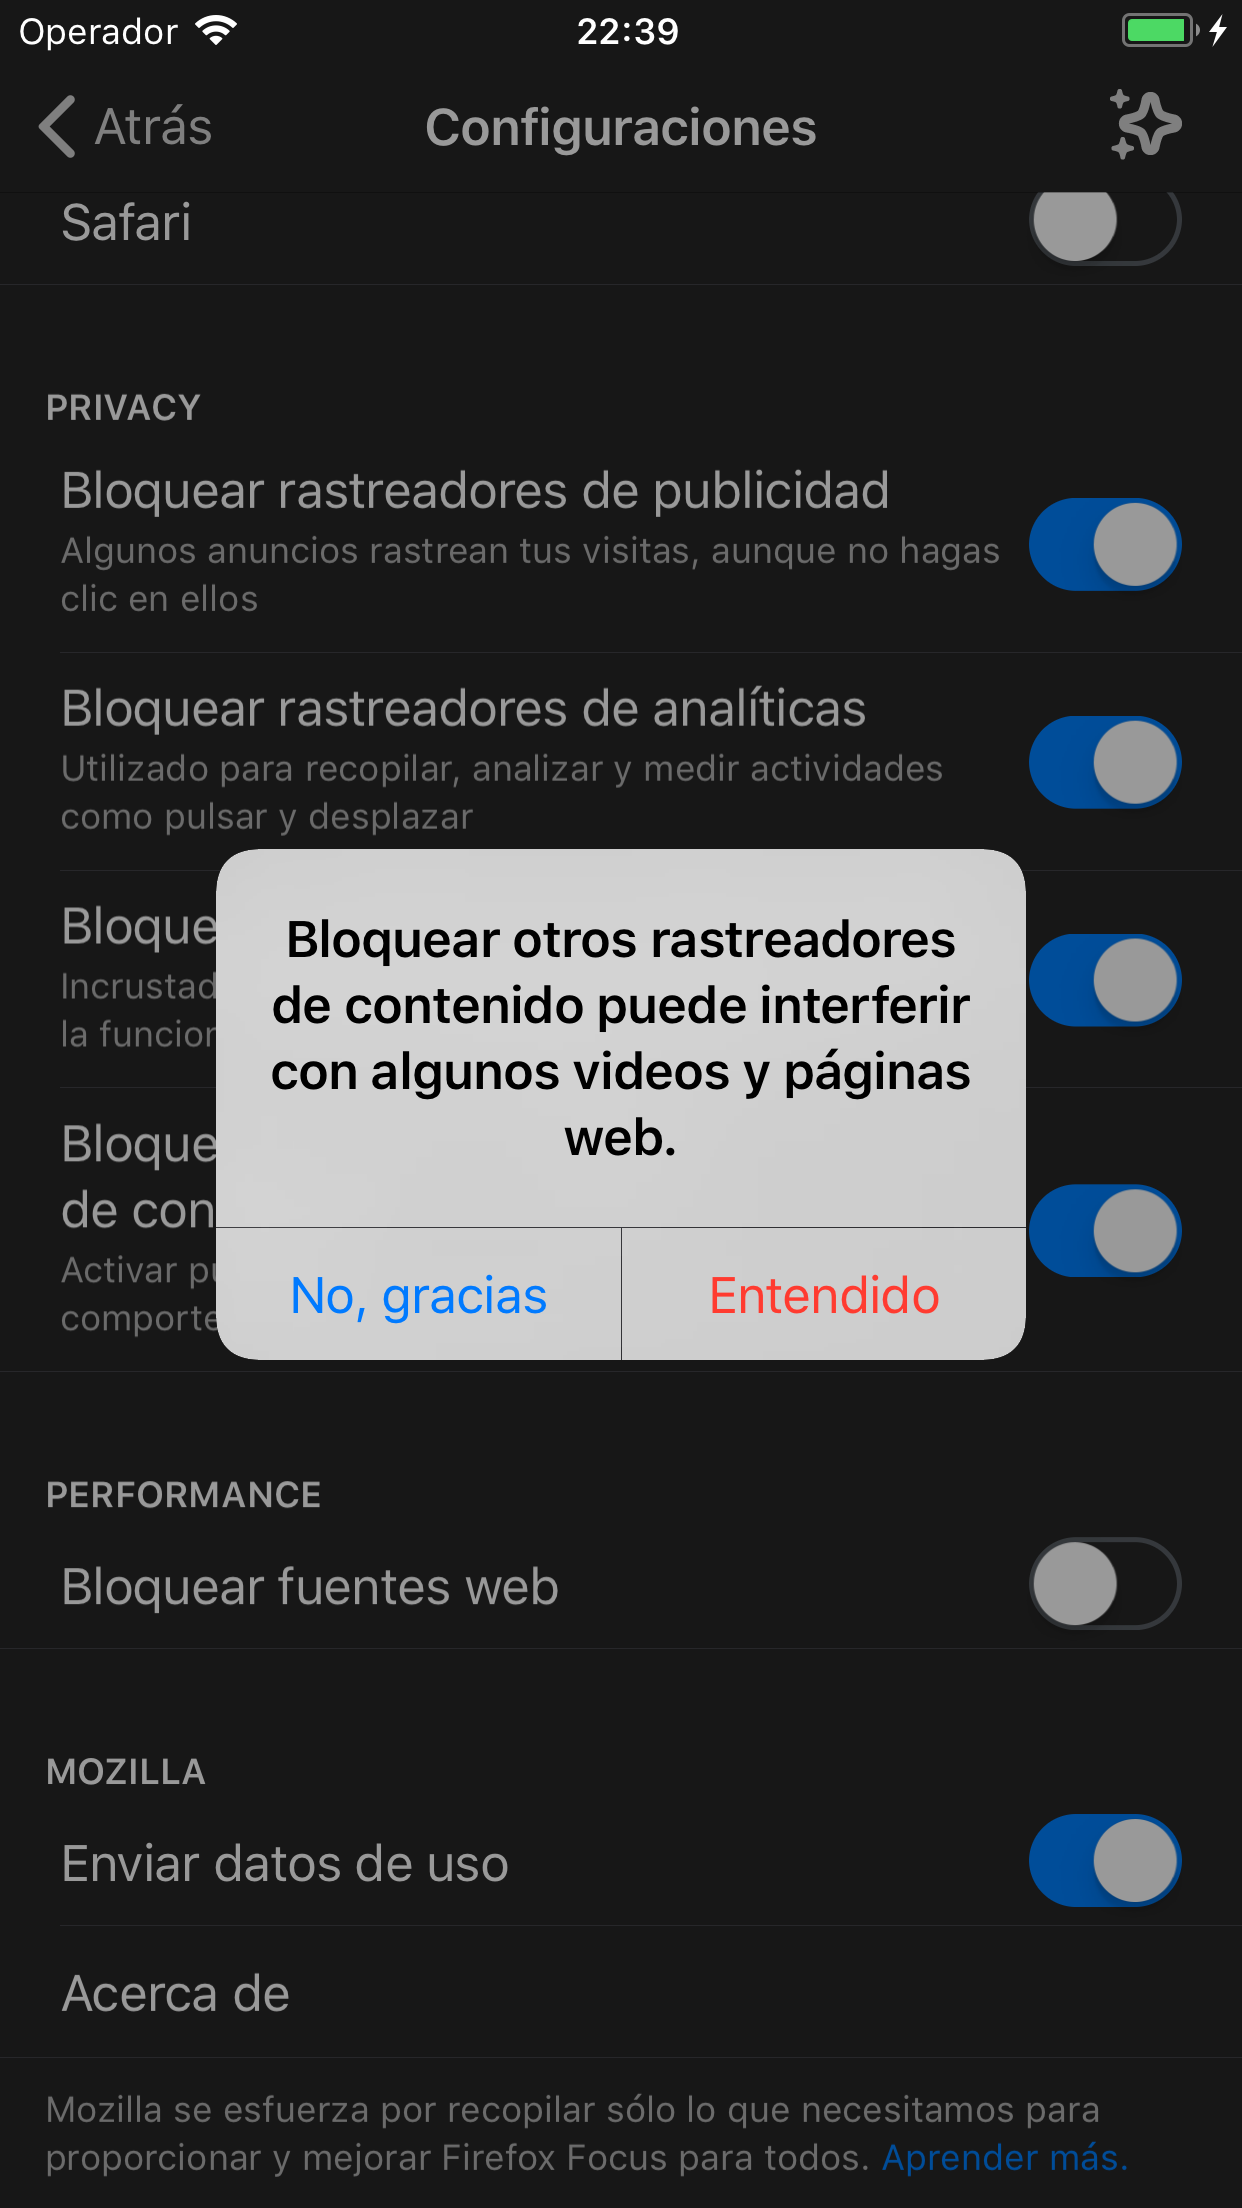 Operador
22:39
Atrás
Configuraciones
Safari
PRIVACY
Bloquear rastreadores de publicidad
Algunos anuncios rastrean tus visitas, aunque no hagas
clic en ellos
Bloquear rastreadores de analíticas
Utilizado para recopilar, analizar y medir actividades
como pulsar y desplazar
Bloque
Incrustad
la funcion
Bloque
de con
Activar pu
comporte
Bloquear otros rastreadores
de contenido puede interferir
con algunos videos y páginas
web.
No, gracias
Entendido
PERFORMANCE
Bloquear fuentes web
MOZILLA
Enviar datos de uso
Acerca de
Mozilla se esfuerza por recopilar sólo lo que necesitamos para
proporcionar y mejorar Firefox Focus para todos. Aprender más.